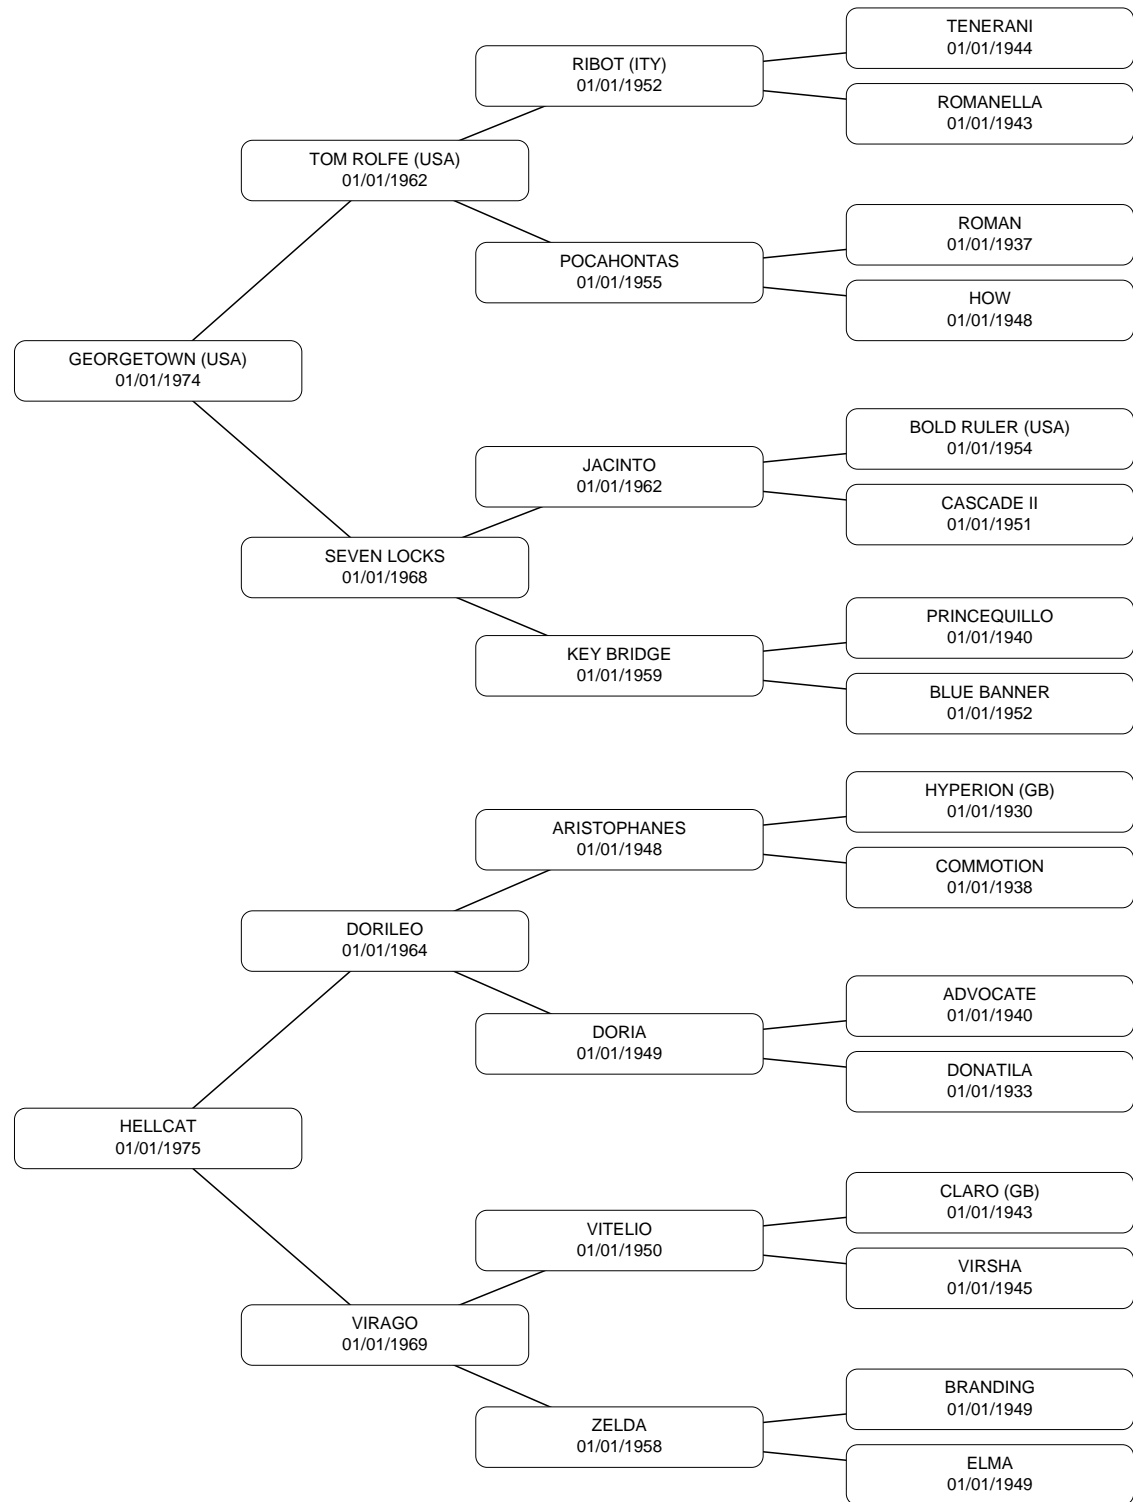 TENERANI
01/01/1944
RIBOT (ITY)
01/01/1952
ROMANELLA
01/01/1943
TOM ROLFE (USA)
01/01/1962
ROMAN
01/01/1937
POCAHONTAS
01/01/1955
HOW
01/01/1948
GEORGETOWN (USA)
01/01/1974
BOLD RULER (USA)
01/01/1954
JACINTO
01/01/1962
CASCADE II
01/01/1951
SEVEN LOCKS
01/01/1968
PRINCEQUILLO
01/01/1940
KEY BRIDGE
01/01/1959
BLUE BANNER
01/01/1952
HYPERION (GB)
01/01/1930
ARISTOPHANES
01/01/1948
COMMOTION
01/01/1938
DORILEO
01/01/1964
ADVOCATE
01/01/1940
DORIA
01/01/1949
DONATILA
01/01/1933
HELLCAT
01/01/1975
CLARO (GB)
01/01/1943
VITELIO
01/01/1950
VIRSHA
01/01/1945
VIRAGO
01/01/1969
BRANDING
01/01/1949
ZELDA
01/01/1958
ELMA
01/01/1949